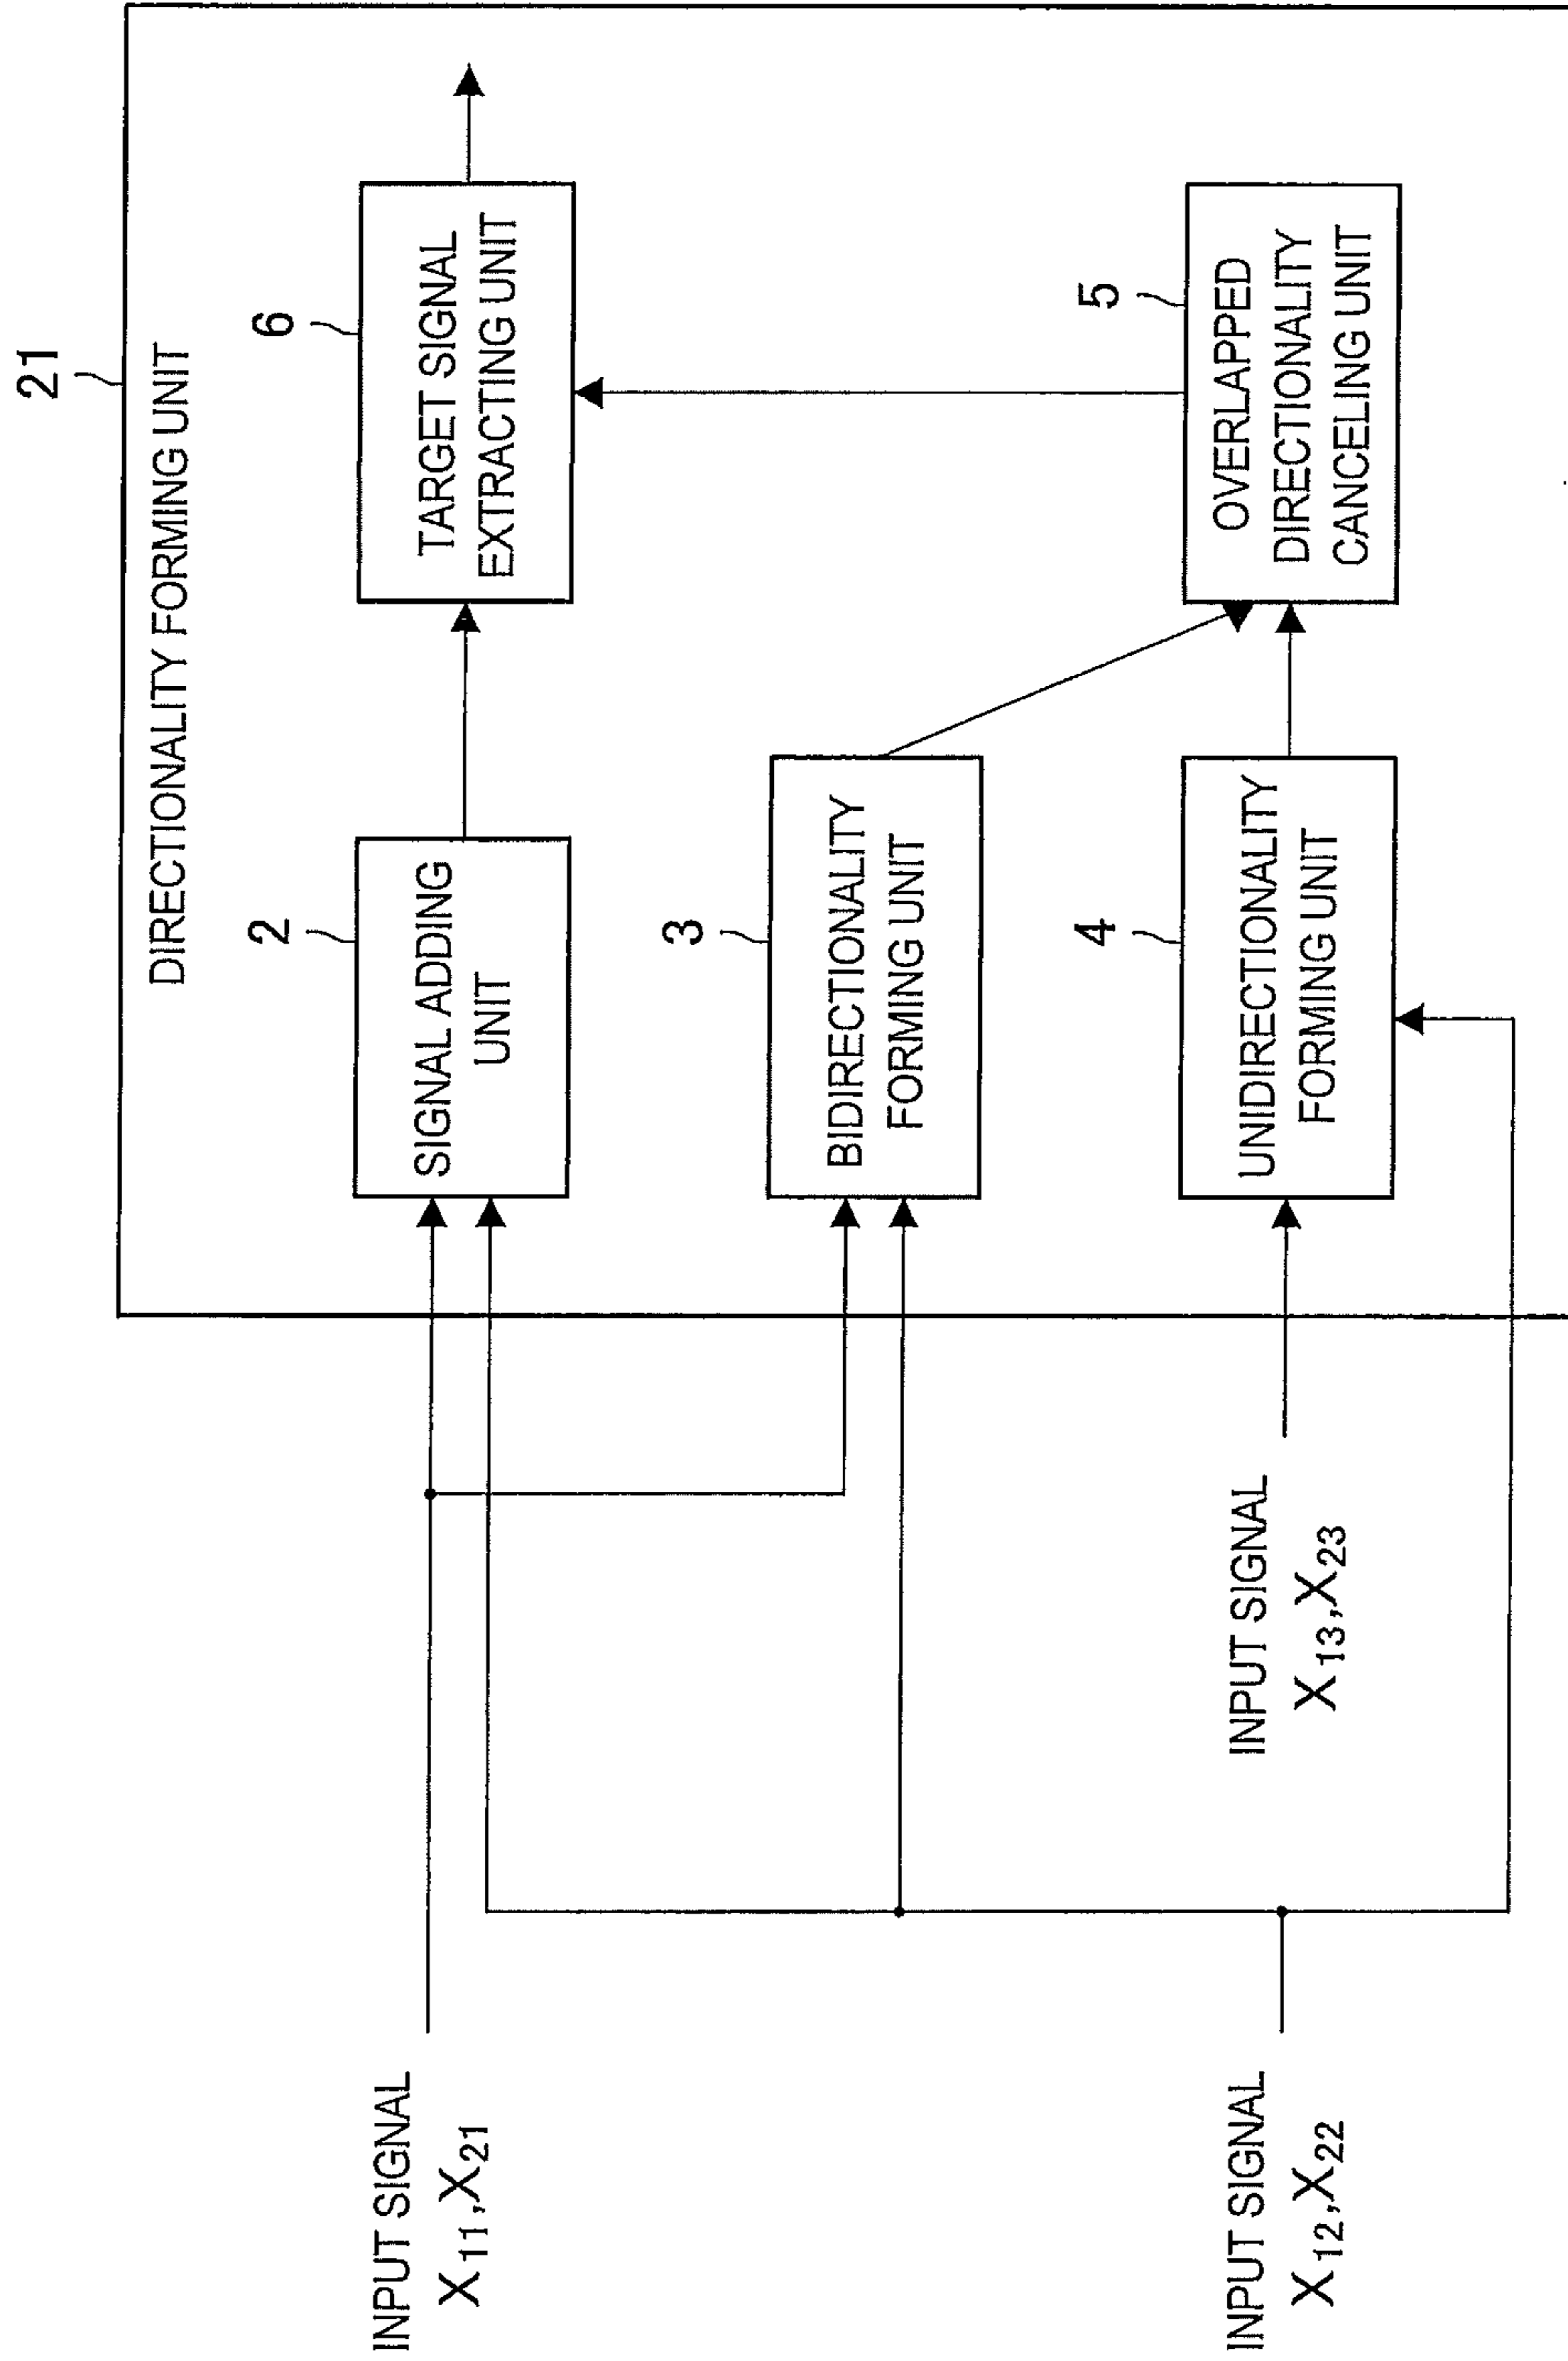 21
DIRECTIONALITY FORMING UNIT
INPUT SIGNAL
X11,X21
2
SIGNAL ADDING
UNIT
6
TARGET SIGNAL
EXTRACTING UNIT
3
BIDIRECTIONALITY
FORMING UNIT
INPUT SIGNAL
X12,X22
INPUT SIGNAL
X13,X23
4
UNIDIRECTIONALITY
FORMING UNIT
5
OVERLAPPED
DIRECTIONALITY
CANCELING UNIT